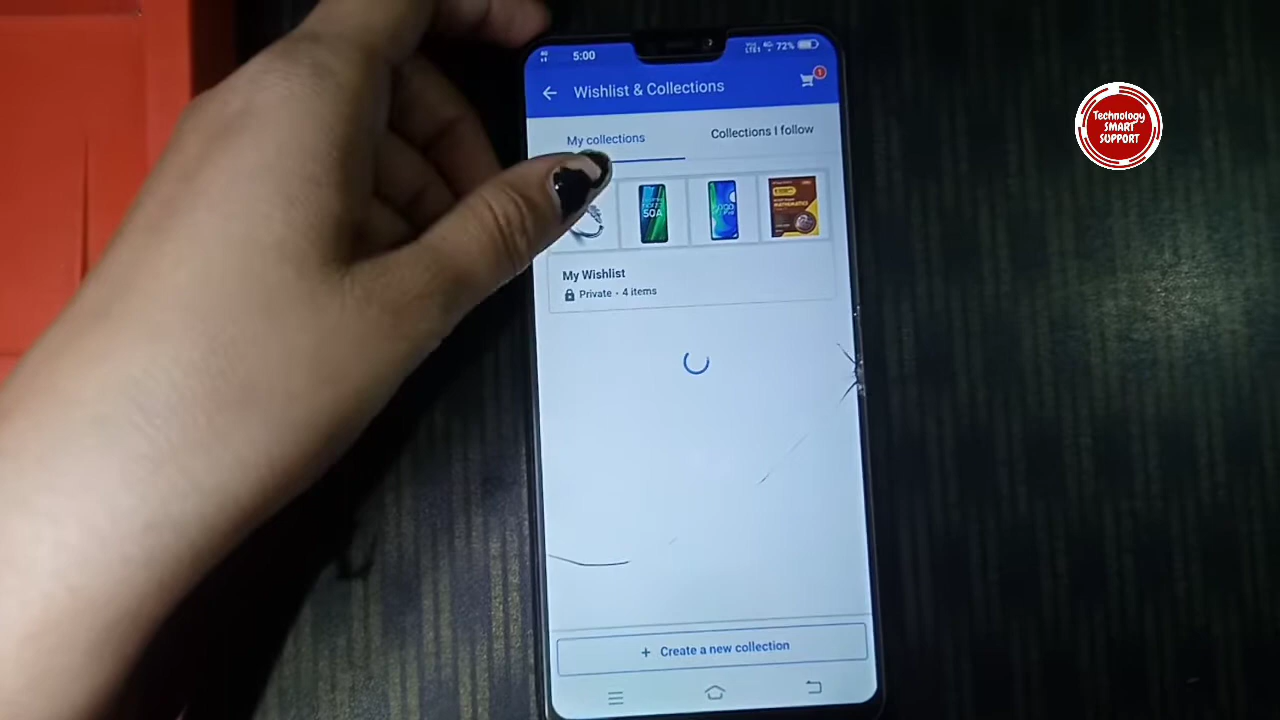 5:00
72%
Wishlist & Collections
1
My collections
Collections I follow
50A
MATHEMATICS
My Wishlist
Private - 4 items
+ Create a new collection
Technology
SMART
SUPPORT